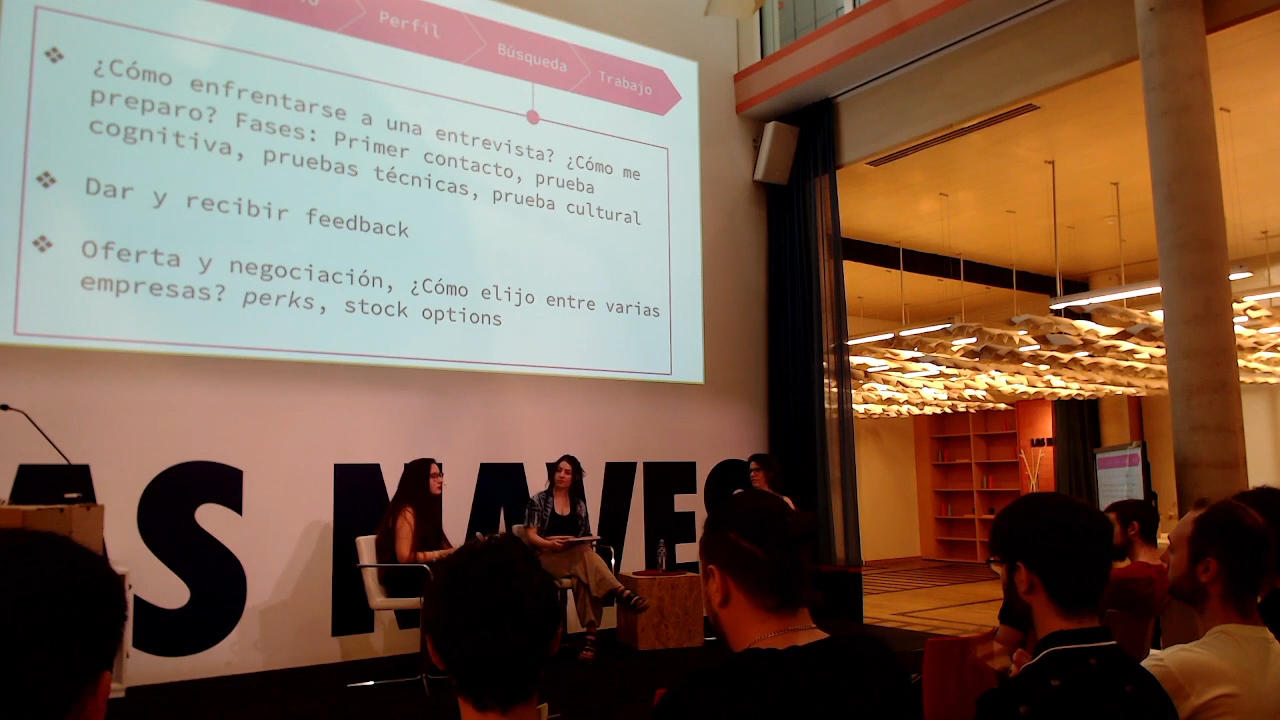 Perfil
Búsqueda
Trabajo
❖ ¿Cómo enfrentarse a una entrevista? ¿Cómo me
preparo? Fases: Primer contacto, prueba
cognitiva, pruebas técnicas, prueba cultural
❖ Dar y recibir feedback
❖ Oferta y negociación, ¿Cómo elijo entre varias
empresas? perks, stock options
AS NAVES